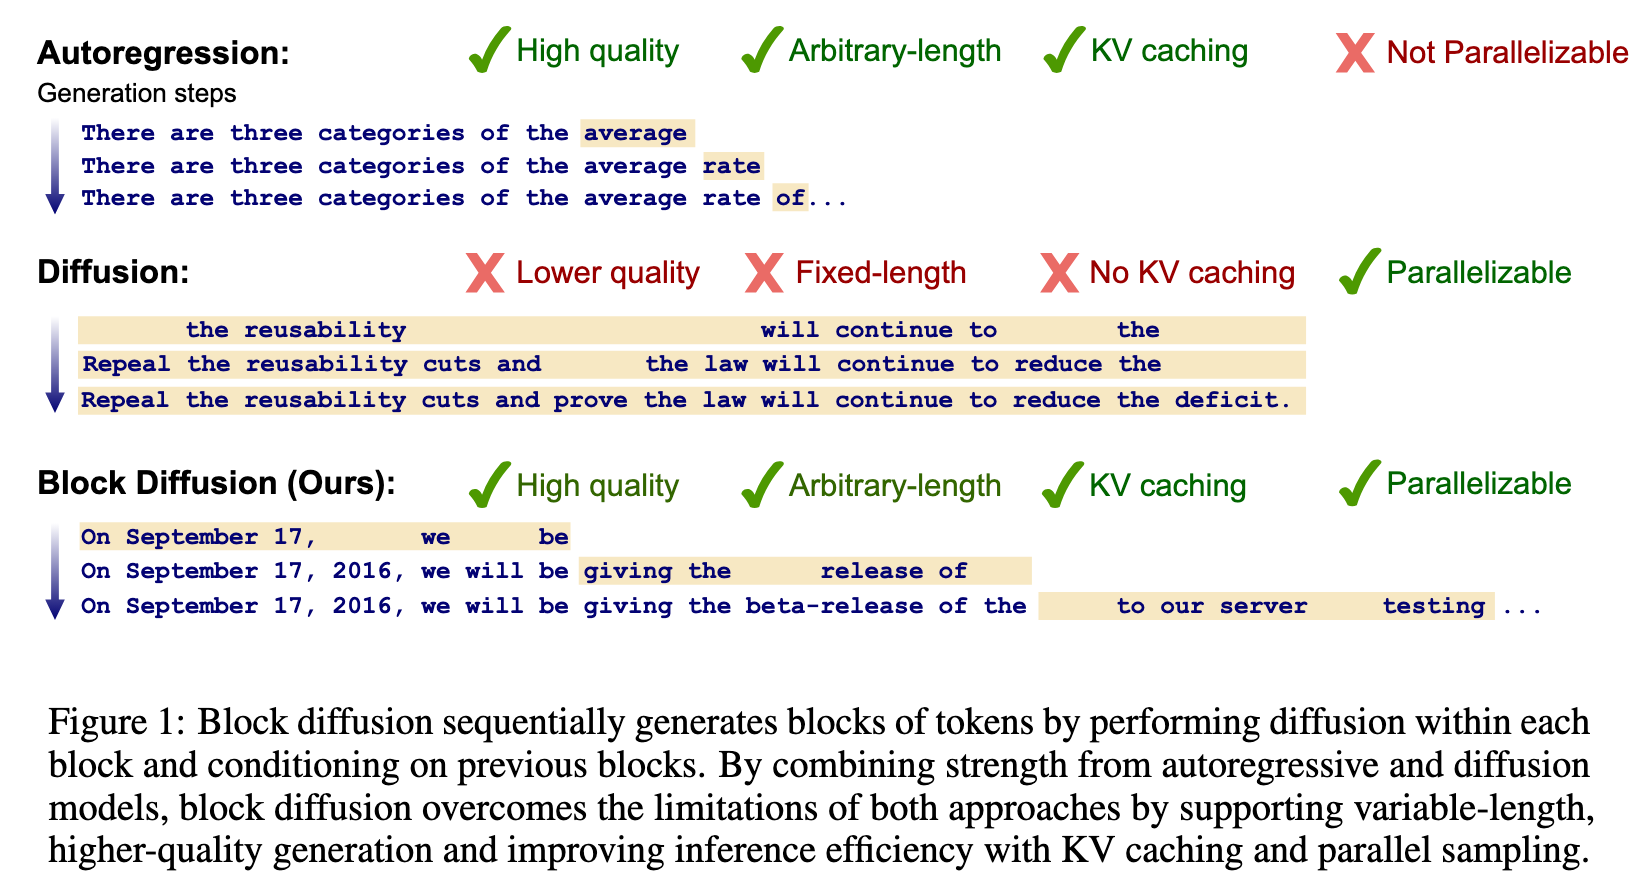 Autoregression: High quality Arbitrary-length KV caching Not Parallelizable
Generation steps
There are three categories of the average
There are three categories of the average rate
There are three categories of the average rate of...
Diffusion: Lower quality Fixed-length No KV caching Parallelizable
the reusability will continue to the
Repeal the reusability cuts and the law will continue to reduce the
Repeal the reusability cuts and prove the law will continue to reduce the deficit.
Block Diffusion (Ours): High quality Arbitrary-length KV caching Parallelizable
On September 17, we be
On September 17, 2016, we will be giving the release of
On September 17, 2016, we will be giving the beta-release of the to our server testing ...
Figure 1: Block diffusion sequentially generates blocks of tokens by performing diffusion within each
block and conditioning on previous blocks. By combining strength from autoregressive and diffusion
models, block diffusion overcomes the limitations of both approaches by supporting variable-length,
higher-quality generation and improving inference efficiency with KV caching and parallel sampling.